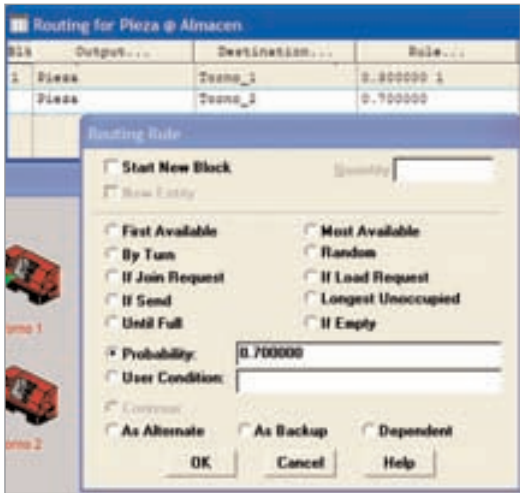 Routing for Pieza @ Almacen
Blk Output... Destination... Rule...
1 Pieza Torno_1 1
Pieza Torno_2 0.700000
Routing Rule
Start New Block Quantity
New Entity
First Available Most Available
By Turn Random
If Join Request If Load Request
If Send Longest Unoccupied
Until Full If Empty
Probability: 0.700000
User Condition:
Continue
As Alternate As Backup Dependent
OK Cancel Help
orno 1
orno 2